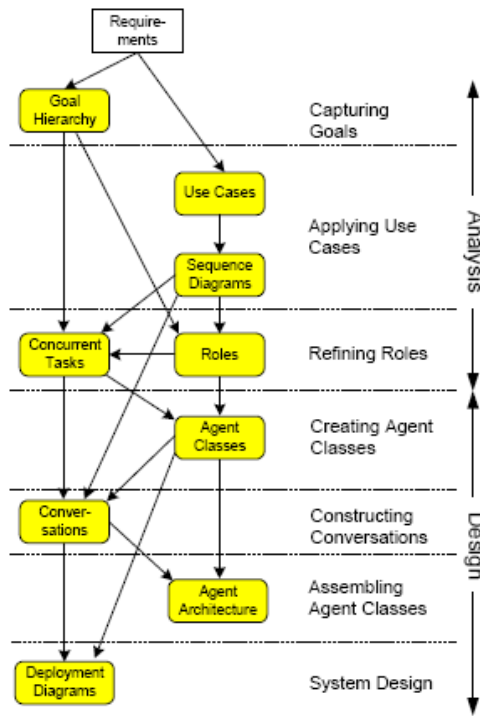 Require-
ments
Goal
Hierarchy
Capturing
Goals
Use Cases
Applying Use
Cases
Sequence
Diagrams
Analysis
Concurrent
Tasks
Roles
Refining Roles
Agent
Classes
Creating Agent
Classes
Conver-
sations
Constructing
Conversations
Design
Agent
Architecture
Assembling
Agent Classes
Deployment
Diagrams
System Design